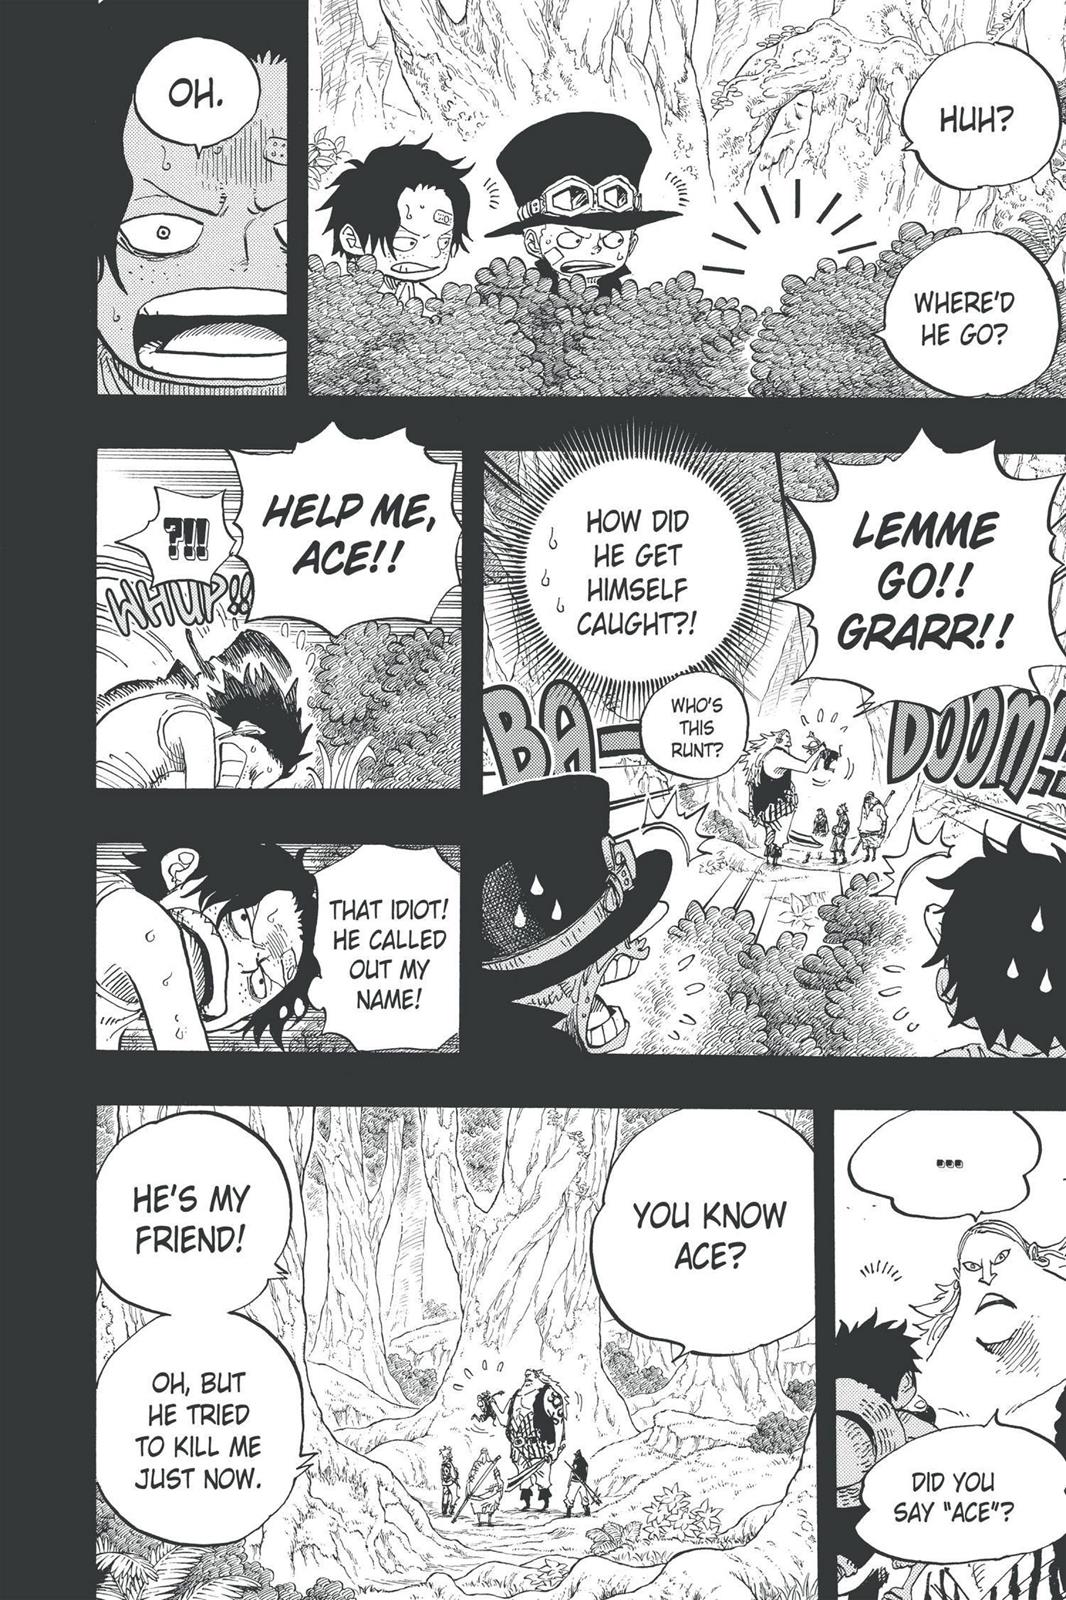 HUH?
WHERE'D
HE GO?
OH.
LEMME
GO!!
GRARR!!
HOW DID
HE GET
HIMSELF
CAUGHT?!
WHO'S
THIS
RUNT?
BA-
DOOM!!
HELP ME,
ACE!!
?!!
WHUP!!
THAT IDIOT!
HE CALLED
OUT MY
NAME!
...
DID YOU
SAY "ACE"?
YOU KNOW
ACE?
HE'S MY
FRIEND!
OH, BUT
HE TRIED
TO KILL ME
JUST NOW.